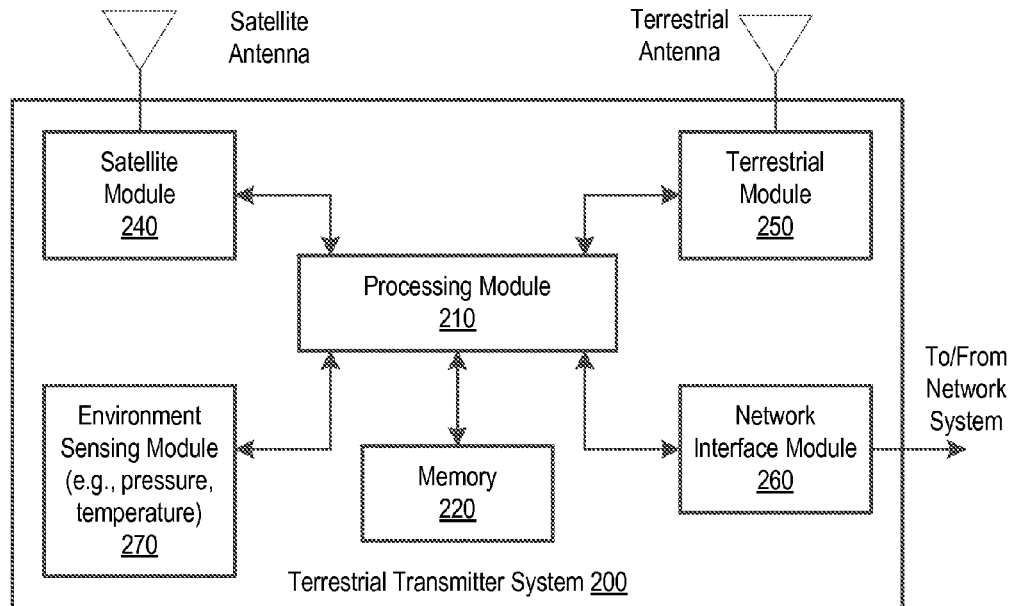 Satellite
Antenna
Terrestrial
Antenna
Satellite
Module
240
Terrestrial
Module
250
Processing Module
210
To/From
Network
System
Environment
Sensing Module
(e.g., pressure,
temperature)
270
Memory
220
Network
Interface Module
260
Terrestrial Transmitter System 200